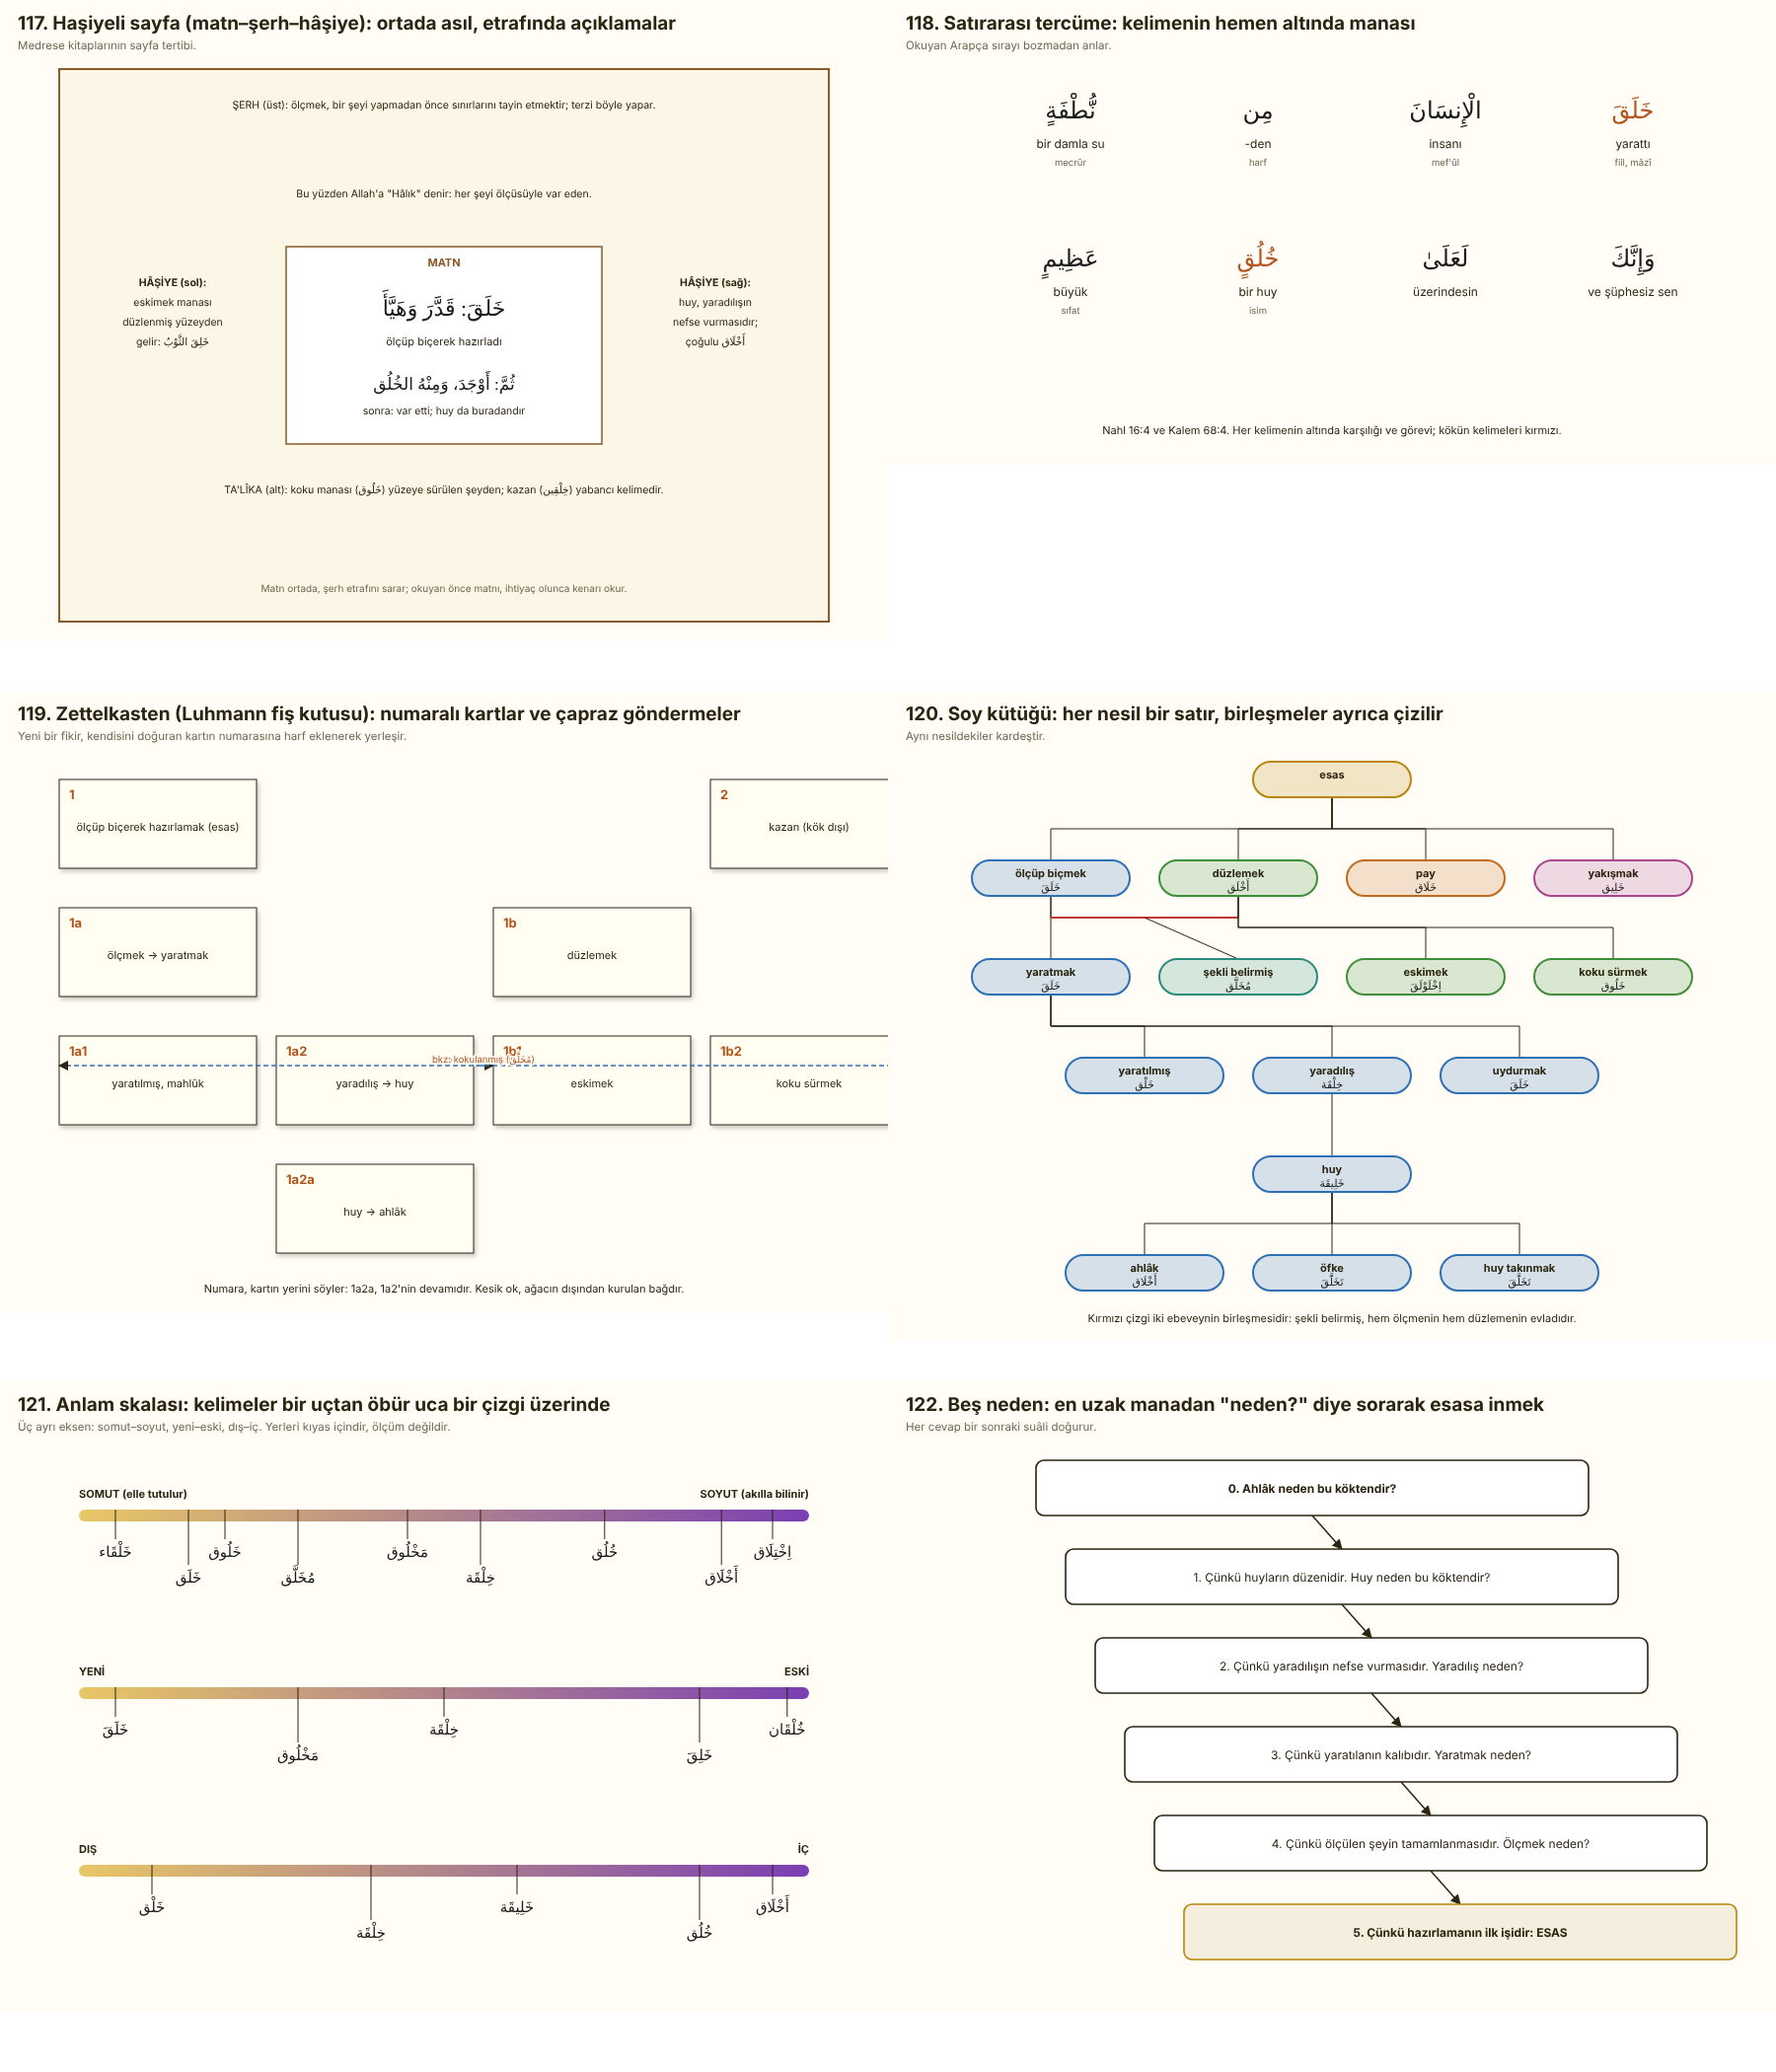 117. Haşiyeli sayfa (matn–şerh–hâşiye): ortada asıl, etrafında açıklamalar
Medrese kitaplarının sayfa tertibi.
ŞERH (üst): ölçmek, bir şeyi yapmadan önce sınırlarını tayin etmektir; terzi böyle yapar.
Bu yüzden Allah'a "Hâlık" denir: her şeyi ölçüsüyle var eden.
HÂŞİYE (sol):
eskimek manası
düzlenmiş yüzeyden
gelir: خَلِقَ الثَّوْبُ
MATN
خَلَقَ: قَدَّرَ وَهَيَّأَ
ölçüp biçerek hazırladı
ثُمَّ: أَوْجَدَ، وَمِنْهُ الخُلُق
sonra: var etti; huy da buradandır
HÂŞİYE (sağ):
huy, yaradılışın
nefse vurmasıdır;
çoğulu أَخْلَاق
TA'LÎKA (alt): koku manası (خَلُوق) yüzeye sürülen şeyden; kazan (خِلْقِين) yabancı kelimedir.
Matn ortada, şerh etrafını sarar; okuyan önce matnı, ihtiyaç olunca kenarı okur.
118. Satırarası tercüme: kelimenin hemen altında manası
Okuyan Arapça sırayı bozmadan anlar.
خَلَقَ الْإِنسَانَ مِن نُّطْفَةٍ
bir damla su -den insanı yarattı
mecrûr harf mef'ûl fiil, mâzî
وَإِنَّكَ لَعَلَىٰ خُلُقٍ عَظِيمٍ
büyük bir huy üzerindesin ve şüphesiz sen
sıfat isim
Nahl 16:4 ve Kalem 68:4. Her kelimenin altında karşılığı ve görevi; kökün kelimeleri kırmızı.
119. Zettelkasten (Luhmann fiş kutusu): numaralı kartlar ve çapraz göndermeler
Yeni bir fikir, kendisini doğuran kartın numarasına harf eklenerek yerleşir.
1
ölçüp biçerek hazırlamak (esas)
2
kazan (kök dışı)
1a
ölçmek → yaratmak
1b
düzlemek
1a1
yaratılmış, mahlûk
1a2
yaradılış → huy
bkz: kokulanmış (مُخَلَّق)
1b1
eskimek
1b2
koku sürmek
1a2a
huy → ahlâk
Numara, kartın yerini söyler: 1a2a, 1a2'nin devamıdır. Kesik ok, ağacın dışından kurulan bağdır.
120. Soy kütüğü: her nesil bir satır, birleşmeler ayrıca çizilir
Aynı nesildekiler kardeştir.
esas
ölçüp biçmek
خَلَقَ
düzlemek
أَخْلَق
pay
خَلَاق
yakışmak
خَلِيق
yaratmak
خَلَقَ
şekli belirmiş
مُخَلَّق
eskimek
اِخْلَوْلَقَ
koku sürmek
خَلُوق
yaratılmış
خَلْق
yaradılış
خِلْقَة
uydurmak
خَلَقَ
huy
خَلِيقَة
ahlâk
أَخْلَاق
öfke
تَخَلَّقَ
huy takınmak
تَخَلَّقَ
Kırmızı çizgi iki ebeveynin birleşmesidir: şekli belirmiş, hem ölçmenin hem düzlemenin evladıdır.
121. Anlam skalası: kelimeler bir uçtan öbür uca bir çizgi üzerinde
Üç ayrı eksen: somut–soyut, yeni–eski, dış–iç. Yerleri kıyas içindir, ölçüm değildir.
SOMUT (elle tutulur)
SOYUT (akılla bilinir)
خَلْقَاء
خَلَق
خَلُوق
مُخَلَّق
مَخْلُوق
خِلْقَة
خُلُق
أَخْلَاق
اِخْتِلَاق
YENİ
ESKİ
خَلَقَ
مَخْلُوق
خِلْقَة
خَلِقَ
خُلْقَان
DIŞ
İÇ
خَلْق
خِلْقَة
خَلِيقَة
خُلُق
أَخْلَاق
122. Beş neden: en uzak manadan "neden?" diye sorarak esasa inmek
Her cevap bir sonraki suâli doğurur.
0. Ahlâk neden bu köktendir?
1. Çünkü huyların düzenidir. Huy neden bu köktendir?
2. Çünkü yaradılışın nefse vurmasıdır. Yaradılış neden?
3. Çünkü yaratılanın kalıbıdır. Yaratmak neden?
4. Çünkü ölçülen şeyin tamamlanmasıdır. Ölçmek neden?
5. Çünkü hazırlamanın ilk işidir: ESAS